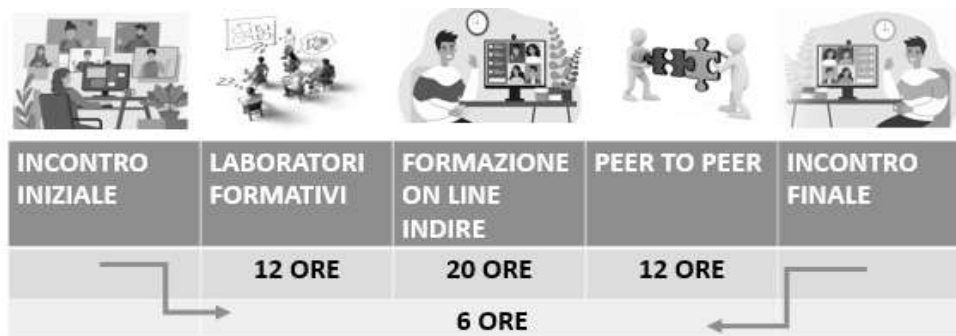 INCONTRO
INIZIALE
LABORATORI
FORMATIVI
FORMAZIONE
ON LINE
INDIRE
PEER TO PEER
INCONTRO
FINALE
12 ORE
20 ORE
12 ORE
6 ORE